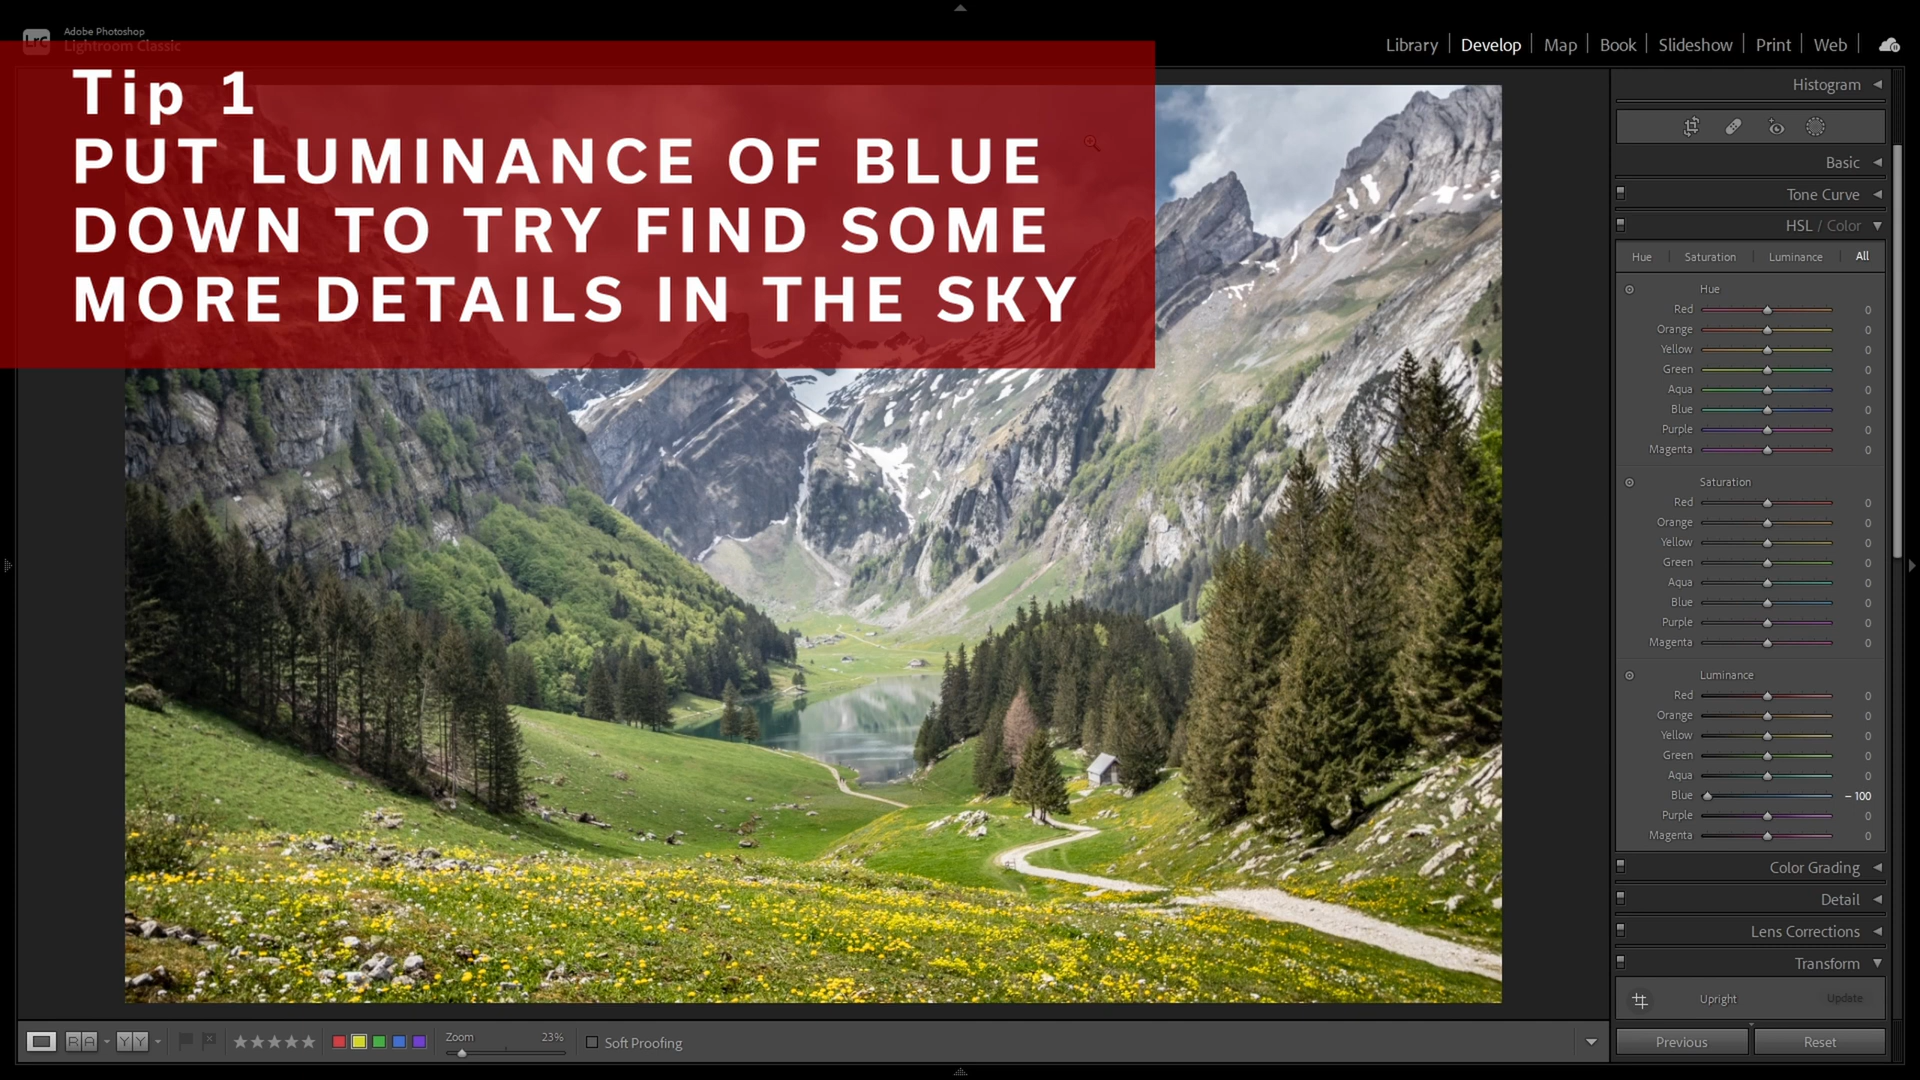 Adobe Photoshop
Lightroom Classic
LrC
Library | Develop | Map | Book | Slideshow | Print | Web
Tip 1
PUT LUMINANCE OF BLUE
DOWN TO TRY FIND SOME
MORE DETAILS IN THE SKY
Histogram
Basic
Tone Curve
HSL / Color
Hue | Saturation | Luminance | All
Hue
Red 0
Orange 0
Yellow 0
Green 0
Aqua 0
Blue 0
Purple 0
Magenta 0
Saturation
Red 0
Orange 0
Yellow 0
Green 0
Aqua 0
Blue 0
Purple 0
Magenta 0
Luminance
Red 0
Orange 0
Yellow 0
Green 0
Aqua 0
Blue – 100
Purple 0
Magenta 0
Color Grading
Detail
Lens Corrections
Transform
Upright Update
Previous Reset
R A Y Y Zoom 23% Soft Proofing